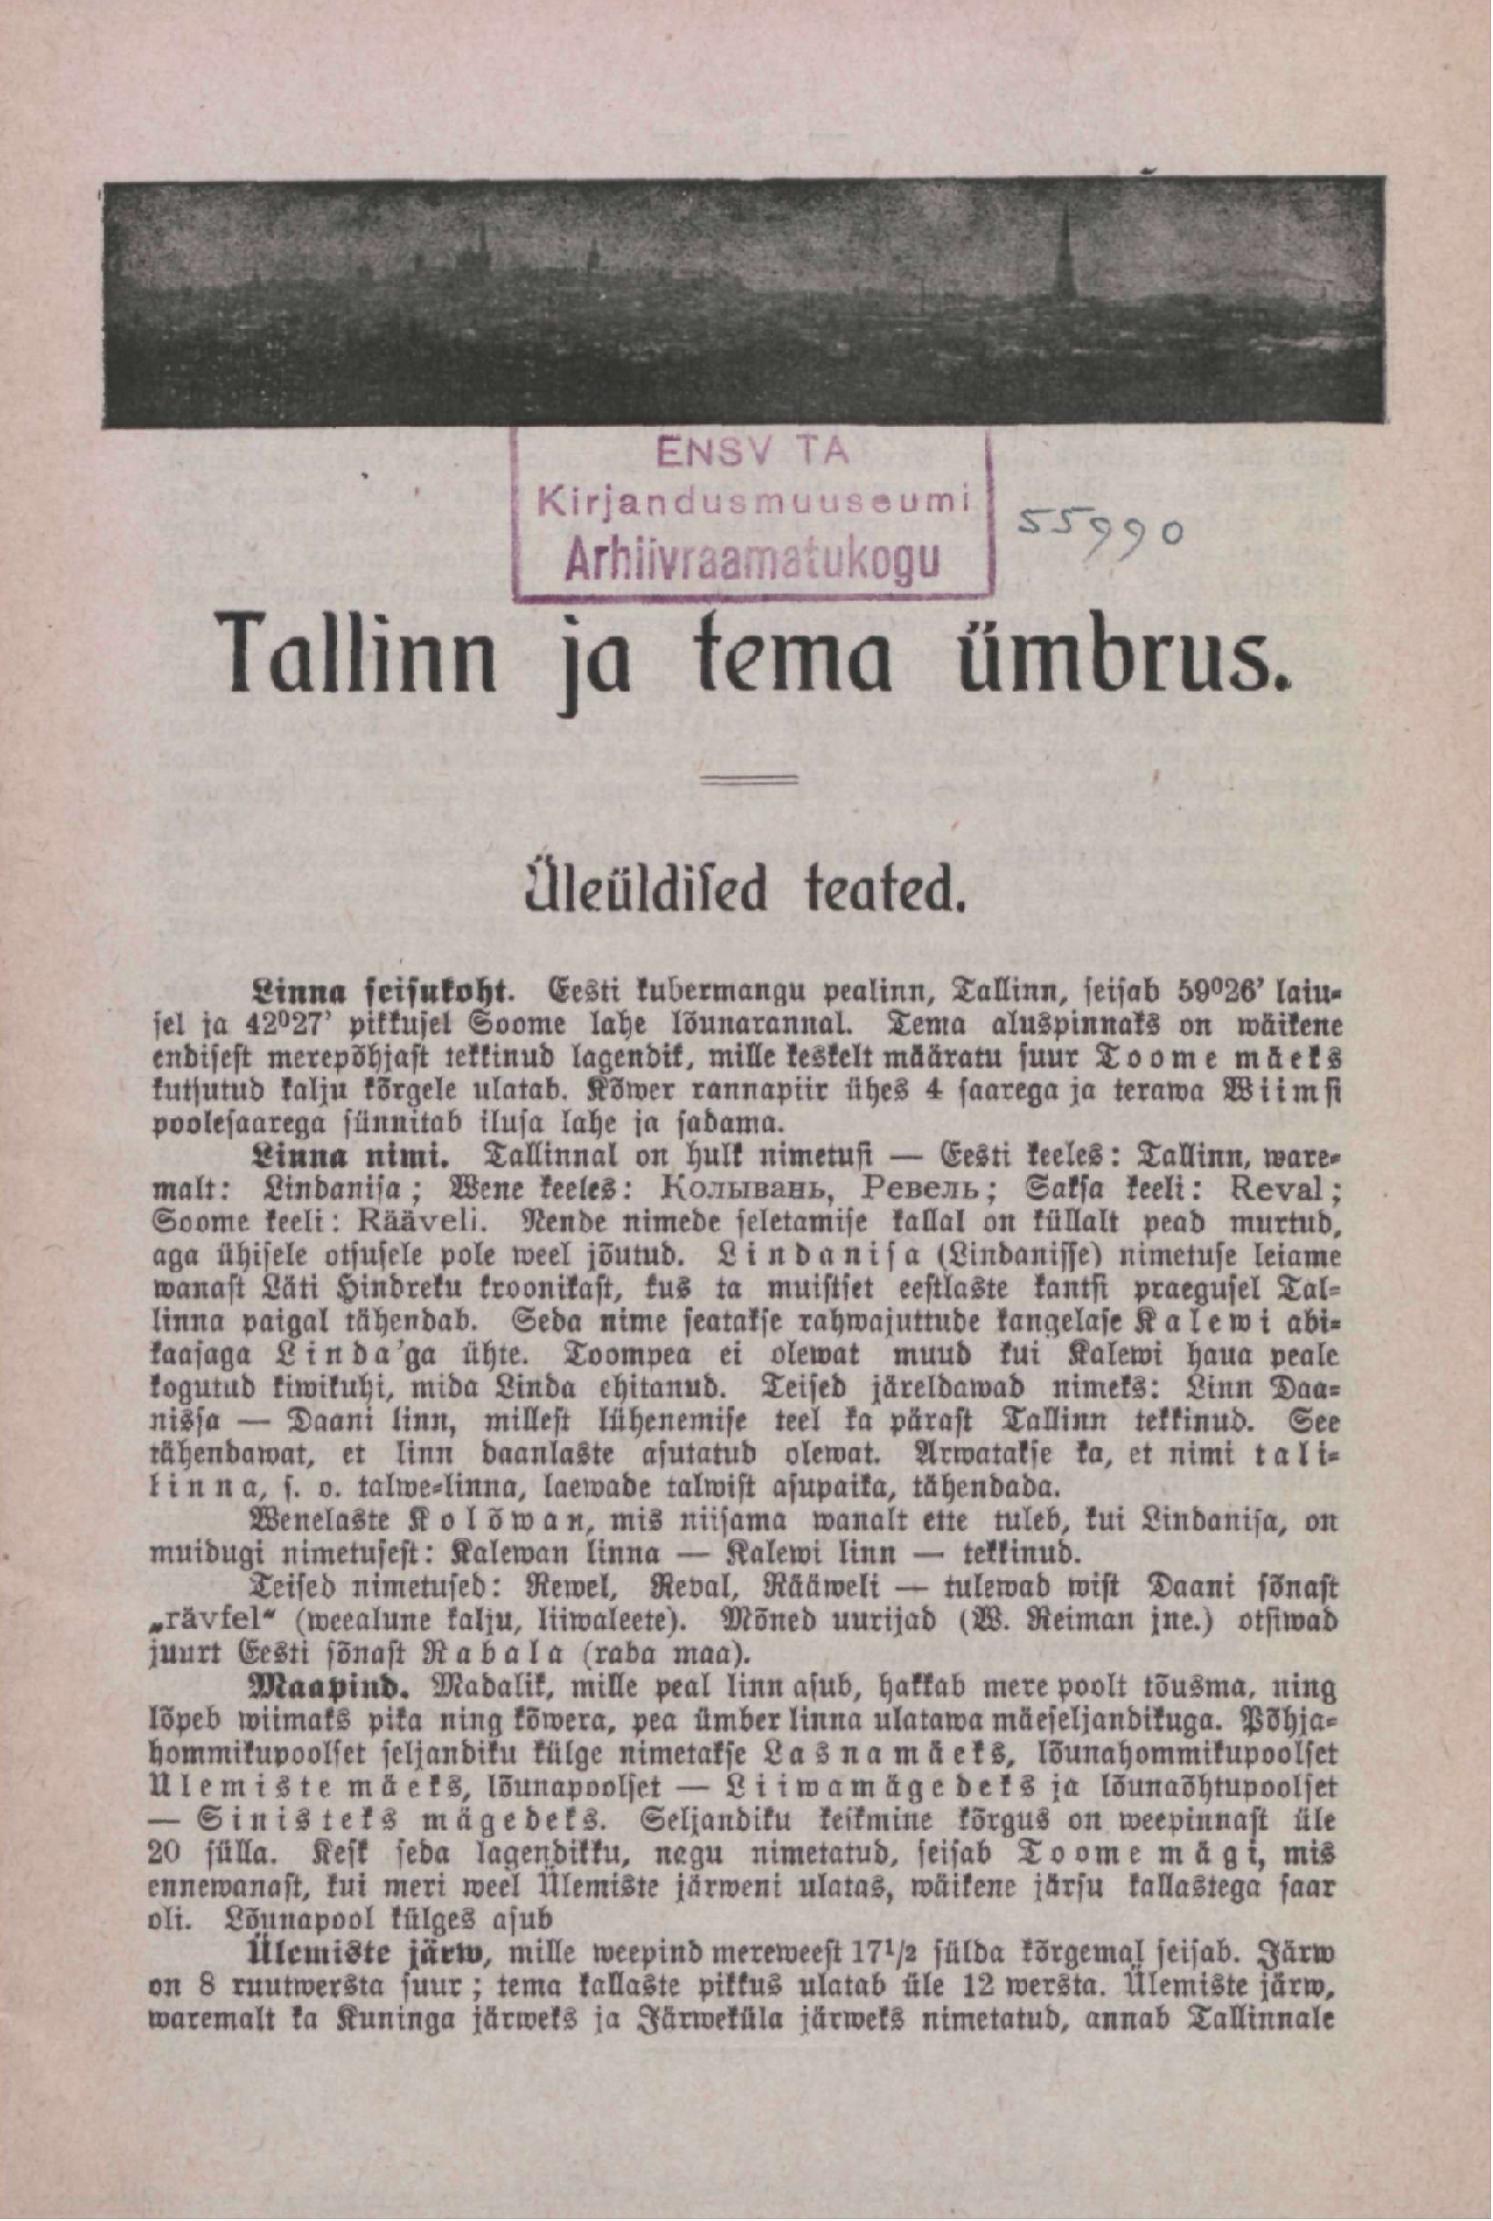 ENSV TA
Kirjandusmuuseumi
Arhiivraamatukogu
55990
Tallinn ja tema ümbrus.
Üleüldised teated.
Linna seisukoht. Eesti kubermangu pealinn, Tallinn, seisab 59⁰26’ laiu-
sel ja 42⁰27’ pikkusel Soome lahe lõunarannal. Tema aluspinnaks on wäikene
endisest merepõhjast tekkinud lagendik, mille keskelt määratu suur Toome mäeks
kutsutud kalju kõrgele ulatab. Kõwer rannapiir ühes 4 saarega ja terawa Wiimsi
poolesaarega sünnitab ilusa lahe ja sadama.
Linna nimi. Tallinnal on hulk nimetusi — Eesti keeles: Tallinn, ware-
malt: Lindanisa; Wene keeles: Колывань, Ревель; Saksa keeli: Reval;
Soome keeli: Rääveli. Nende nimede seletamise kallal on küllalt pead murtud,
aga ühisele otsusele pole weel jõutud. Lindanisa (Lindanisse) nimetuse leiame
wanast Läti Hindreku kroonikast, kus ta muistset eestlaste kantsi praegusel Tal-
linna paigal tähendab. Seda nime seatakse rahwajuttude kangelase Kalewi abi-
kaasaga Linda'ga ühte. Toompea ei olewat muud kui Kalewi haua peale
kogutud kiwikuhi, mida Linda ehitanud. Teised järeldawad nimeks: Linn Daa-
nissa — Daani linn, millest lühenemise teel ka pärast Tallinn tekkinud. See
tähendawat, et linn daanlaste asutatud olewat. Arwatakse ka, et nimi tali-
linna, s. o. talwe-linna, laewade talwist asupaika, tähendada.
Wenelaste Kolõwan, mis niisama wanalt ette tuleb, kui Lindanisa, on
muidugi nimetusest: Kalewan linna — Kalewi linn — tekkinud.
Teised nimetused: Rewel, Reval, Rääweli — tulewad wist Daani sõnast
„rävfel“ (weealune kalju, liiwaleete). Mõned uurijad (W. Reiman jne.) otsiwad
juurt Eesti sõnast Rabala (raba maa).
Maapind. Madalik, mille peal linn asub, hakkab mere poolt tõusma, ning
lõpeb wiimaks pika ning kõwera, pea ümber linna ulatawa mäeseljandikuga. Põhja-
hommikupoolset seljandiku külge nimetakse Lasnamäeks, lõunahommikupoolset
Ülemiste mäeks, lõunapoolset — Liiwamägedeks ja lõunaõhtupoolset
— Sinisteks mägedeks. Seljandiku keskmine kõrgus on weepinnast üle
20 sülla. Kesk seda lagendikku, nagu nimetatud, seisab Toome mägi, mis
ennewanast, kui meri weel Ülemiste järweni ulatas, wäikene järsu kallastega saar
oli. Lõunapool külges asub
Ülemiste järw, mille weepind mereweest 17¹/₂ sülda kõrgemal seisab. Järw
on 8 ruutwersta suur; tema kallaste pikkus ulatab üle 12 wersta. Ülemiste järw,
waremalt ka Kuninga järweks ja Järweküla järweks nimetatud, annab Tallinnale